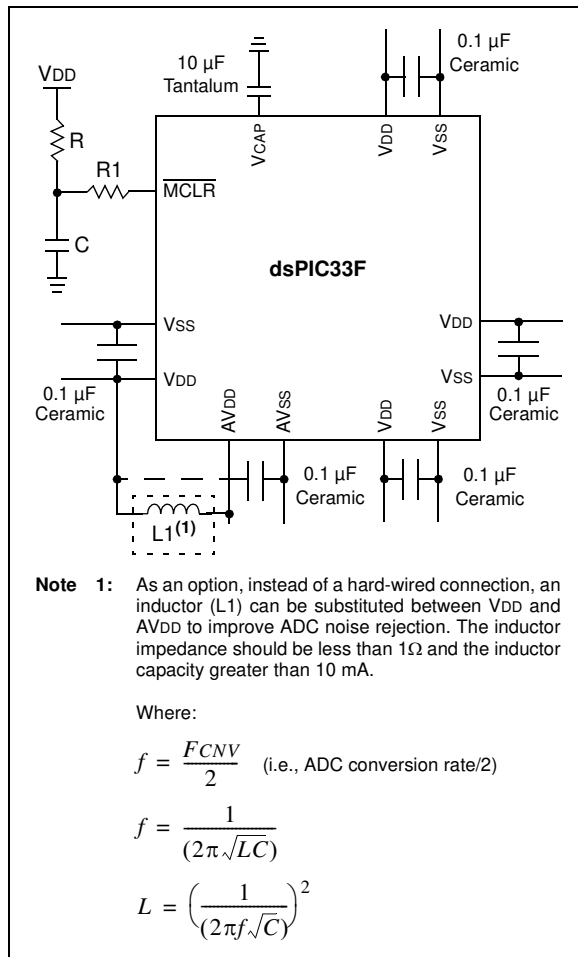 0.1 µF
Ceramic
10 µF
Tantalum
VDD
R
R1
VCAP
VDD
VSS
MCLR
C
dsPIC33F
VSS
VDD
VDD
VSS
0.1 µF
Ceramic
AVDD
AVSS
VDD
VSS
0.1 µF
Ceramic
0.1 µF
Ceramic
0.1 µF
Ceramic
L1(1)
Note 1: As an option, instead of a hard-wired connection, an
inductor (L1) can be substituted between VDD and
AVDD to improve ADC noise rejection. The inductor
impedance should be less than 1Ω and the inductor
capacity greater than 10 mA.
Where:
f = FCNV / 2 (i.e., ADC conversion rate/2)
f = 1 / (2π√LC)
L = (1 / (2πf√C))²